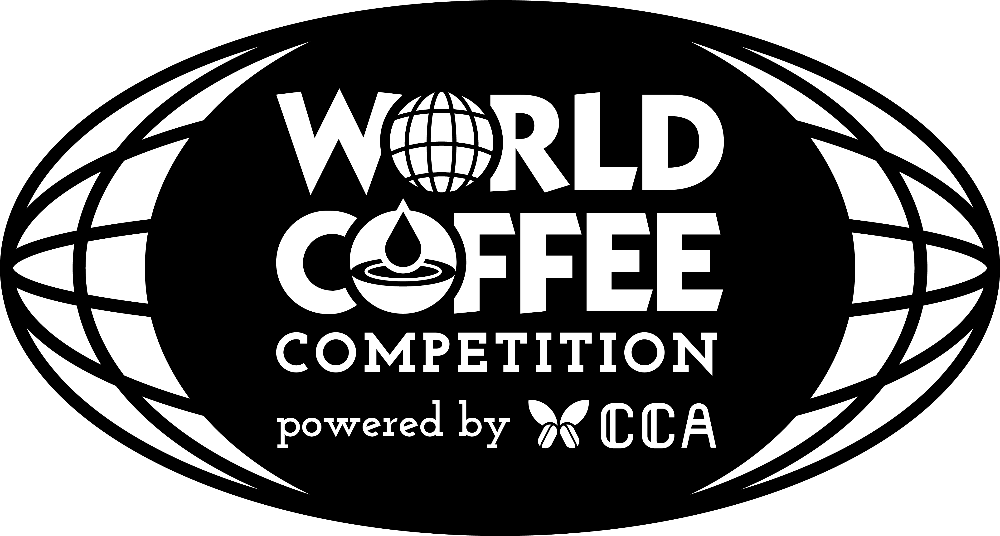 WORLD
COFFEE
COMPETITION
powered by CCA